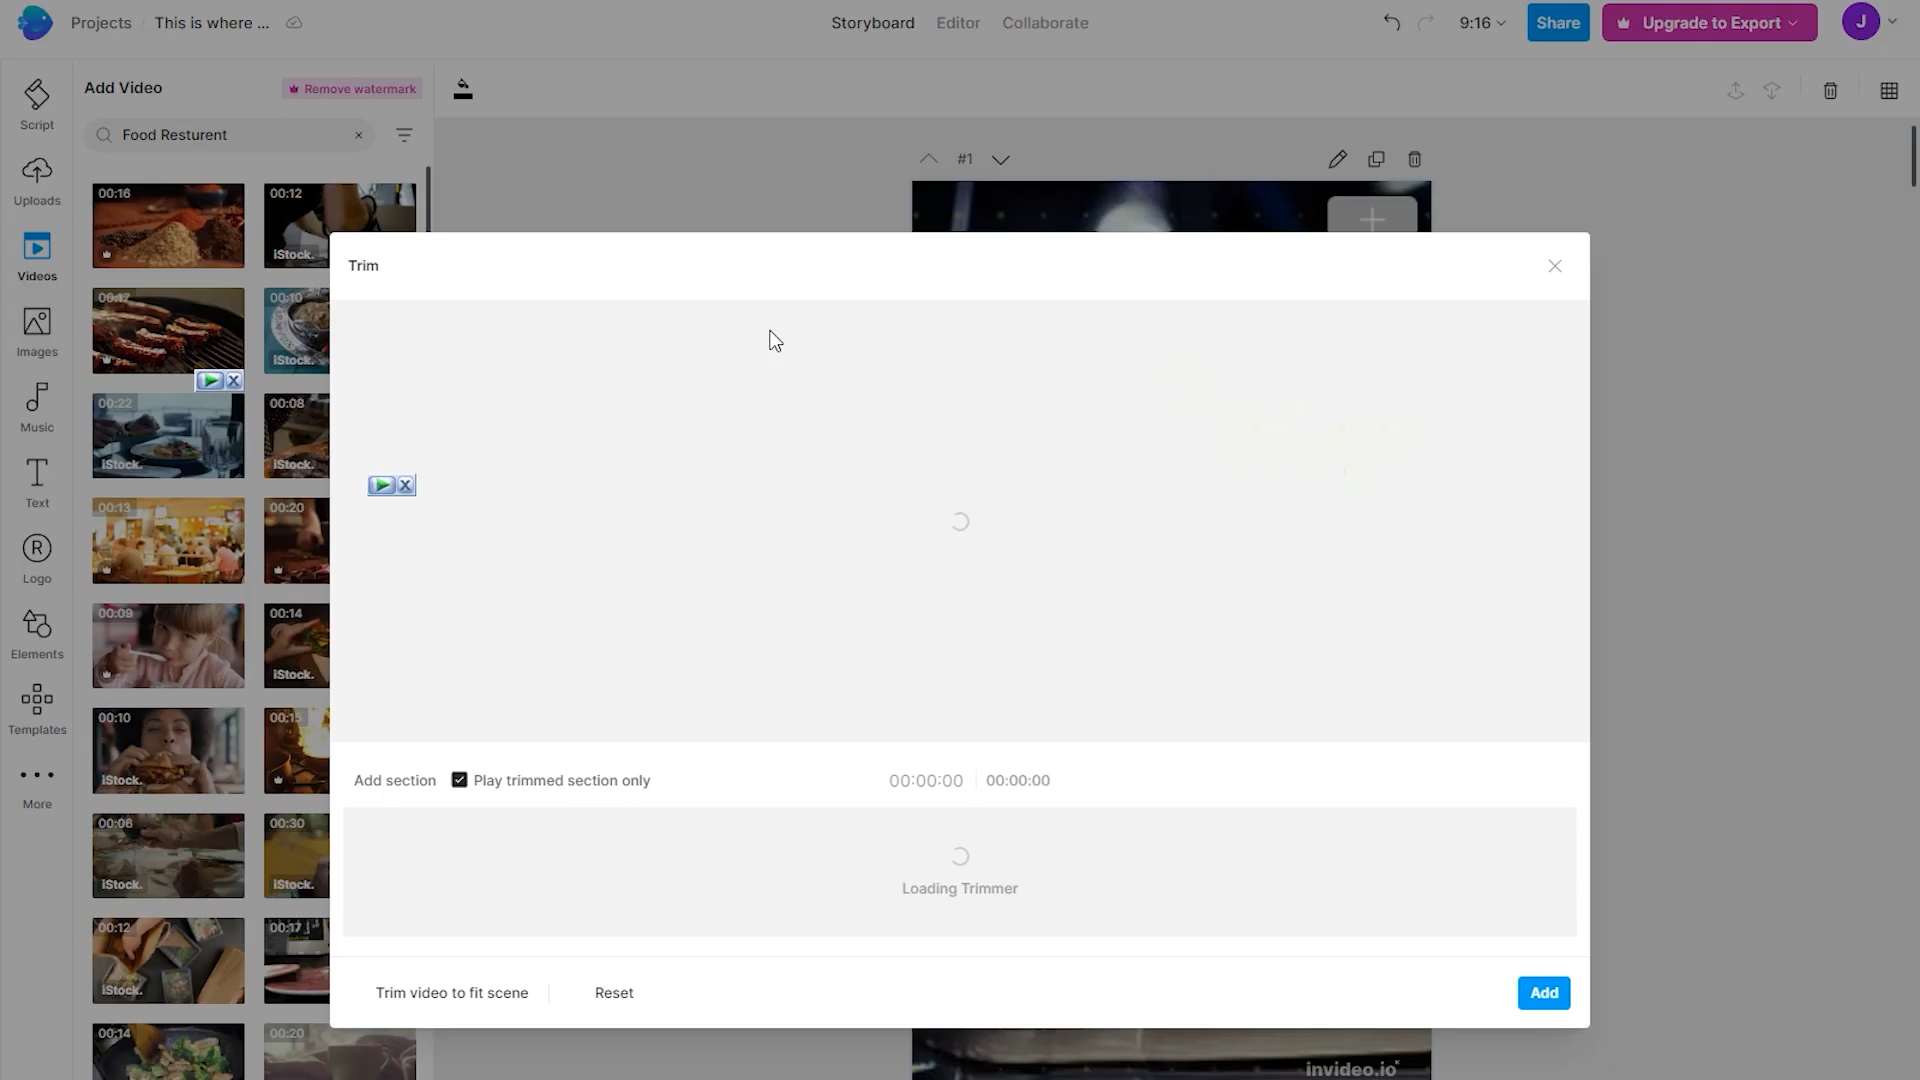 Projects / This is where ...
Storyboard
Editor
Collaborate
9:16
Share
Upgrade to Export
J
Script
Uploads
Videos
Images
Music
Text
Logo
Elements
Templates
More
Add Video
Remove watermark
Food Resturent
00:16
00:12
iStock.
00:17
00:10
iStock.
00:22
iStock.
00:08
iStock.
00:13
00:20
00:09
00:14
iStock.
00:10
iStock.
00:15
00:06
iStock.
00:30
iStock.
00:12
iStock.
00:17
00:14
00:20
#1
Trim
Add section
Play trimmed section only
00:00:00
00:00:00
Loading Trimmer
Trim video to fit scene
Reset
Add
invideo.io